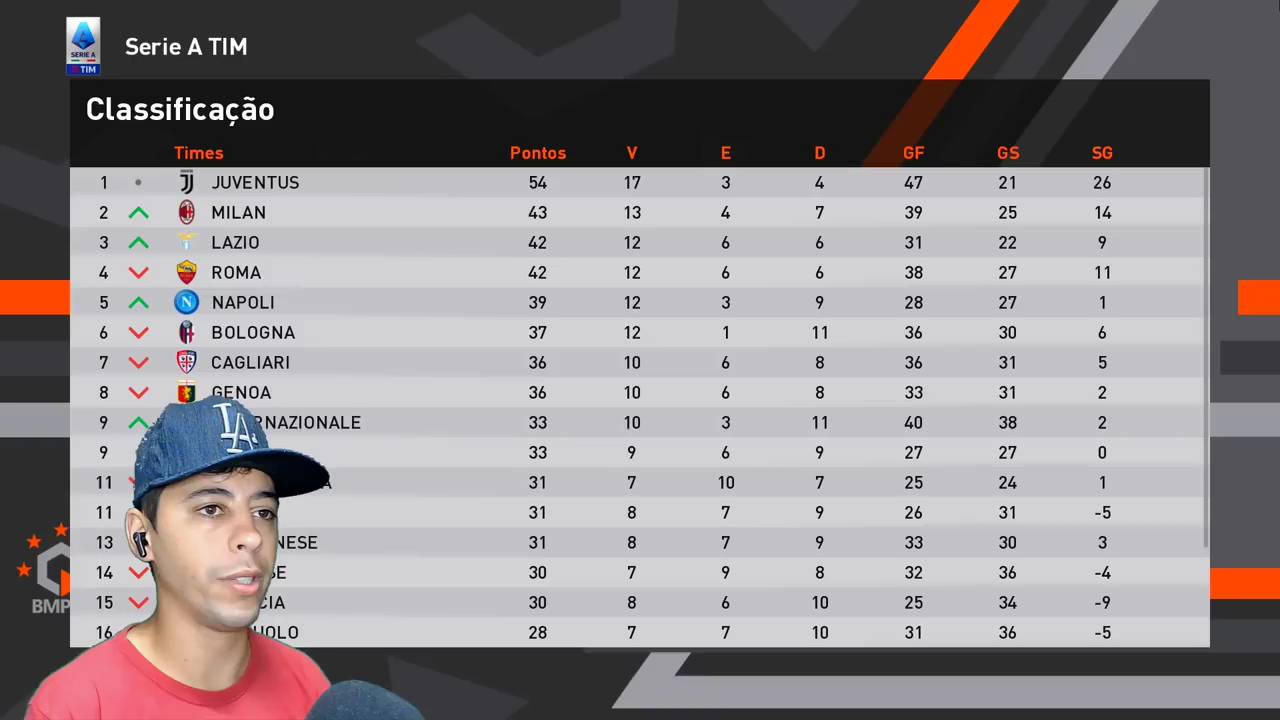 SERIE A
TIM
Serie A TIM
Classificação
Times Pontos V E D GF GS SG
1 JUVENTUS 54 17 3 4 47 21 26
2 MILAN 43 13 4 7 39 25 14
3 LAZIO 42 12 6 6 31 22 9
4 ROMA 42 12 6 6 38 27 11
5 N NAPOLI 39 12 3 9 28 27 1
6 BOLOGNA 37 12 1 11 36 30 6
7 CAGLIARI 36 10 6 8 36 31 5
8 GENOA 36 10 6 8 33 31 2
9 RNAZIONALE 33 10 3 11 40 38 2
LA
9 33 9 6 9 27 27 0
11 A 31 7 10 7 25 24 1
11 31 8 7 9 26 31 -5
13 NESE 31 8 7 9 33 30 3
14 SE 30 7 9 8 32 36 -4
15 CIA 30 8 6 10 25 34 -9
16 UOLO 28 7 7 10 31 36 -5
BMP